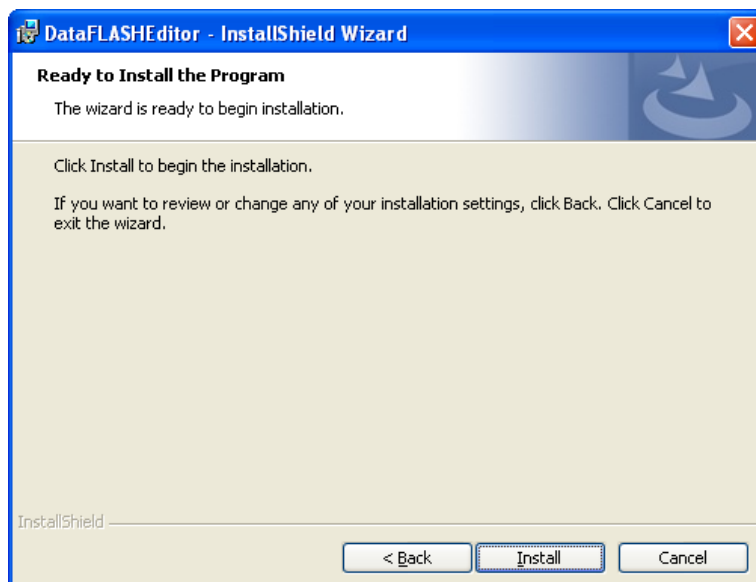 DataFLASHEditor - InstallShield Wizard
Ready to Install the Program
The wizard is ready to begin installation.
Click Install to begin the installation.
If you want to review or change any of your installation settings, click Back. Click Cancel to
exit the wizard.
InstallShield
< Back Install Cancel